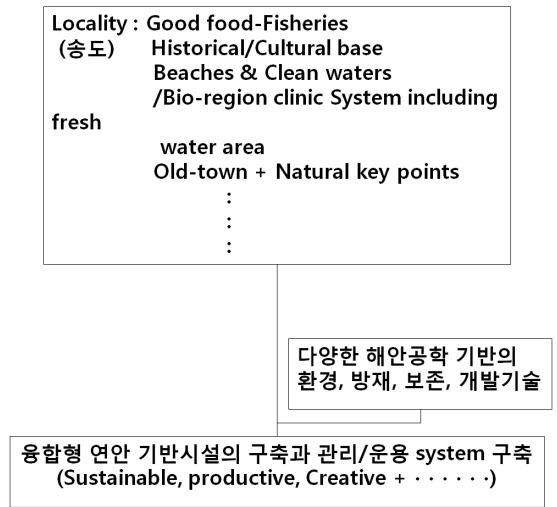 Locality : Good food-Fisheries
(송도) Historical/Cultural base
Beaches & Clean waters
/Bio-region clinic System including
fresh
water area
Old-town + Natural key points
:
:
:
다양한 해안공학 기반의
환경, 방재, 보존, 개발기술
융합형 연안 기반시설의 구축과 관리/운용 system 구축
(Sustainable, productive, Creative + · · · · · ·)